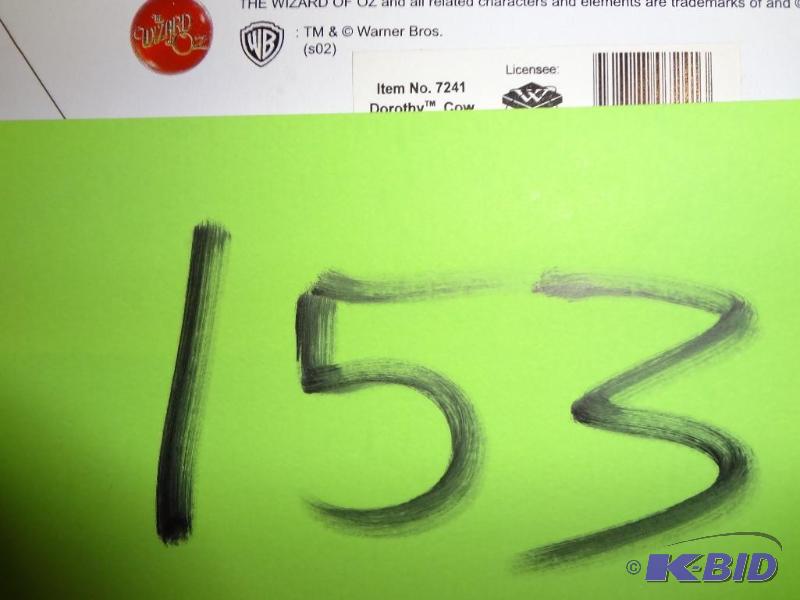 THE WIZARD OF OZ and all related characters and elements are trademarks of and ©
THE WIZARD OF OZ
WB : TM & © Warner Bros.
(s02)
Licensee:
Item No. 7241
W
Dorothy™ Cow
153
© K-BID